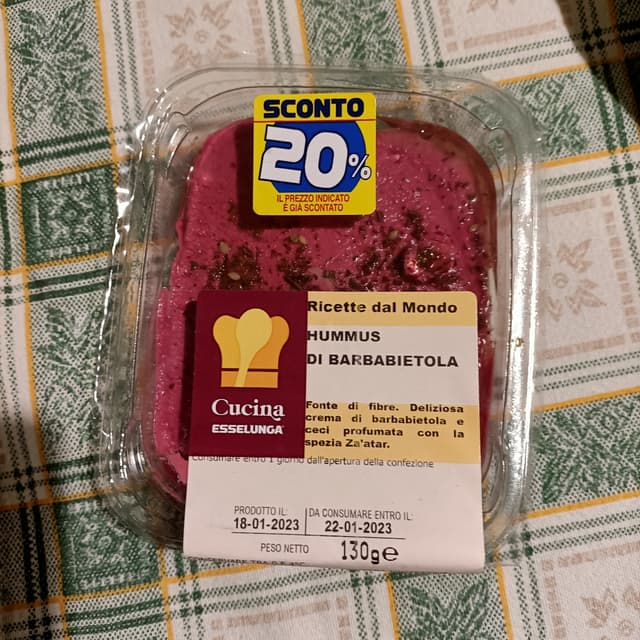 SCONTO
20%
IL PREZZO INDICATO
È GIÀ SCONTATO
Ricette dal Mondo
HUMMUS
DI BARBABIETOLA
Cucina
ESSELUNGA
Fonte di fibre. Deliziosa
crema di barbabietola e
ceci profumata con la
spezia Za'atar.
Consumare entro 1 giorno dall'apertura della confezione
PRODOTTO IL:
18-01-2023
DA CONSUMARE ENTRO IL:
22-01-2023
PESO NETTO 130g e